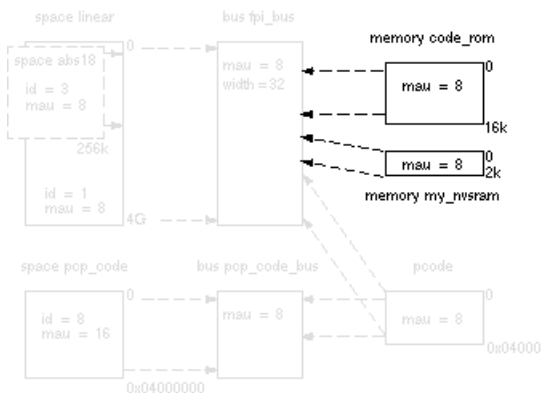 space linear
bus fpi_bus
memory code_rom
0
space abs18
id = 3
mau = 8
256k
id = 1
mau = 8
4G
mau = 8
width = 32
0
mau = 8
16k
0
mau = 8
2k
memory my_nvsram
space pcp_code
bus pcp_code_bus
pcode
0
id = 8
mau = 16
0x04000000
mau = 8
0
mau = 8
0x04000